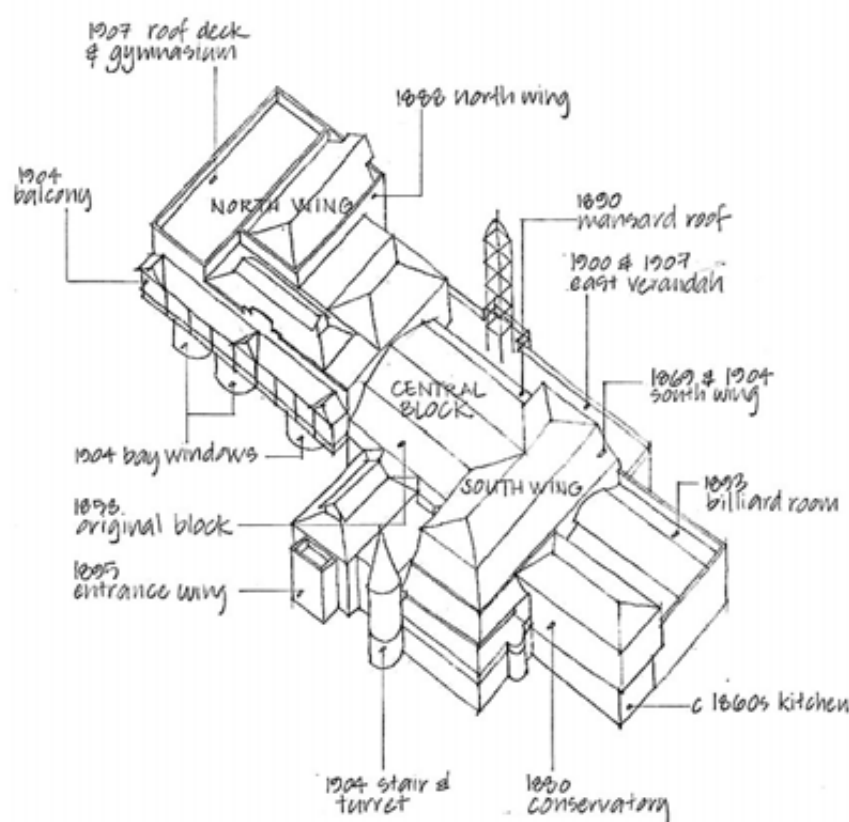 1907 roof deck
& gymnasium
1888 north wing
1904
balcony
NORTH WING
1890
mansard roof
1900 & 1907
east verandah
CENTRAL
BLOCK
1869 & 1904
south wing
1904 bay windows
SOUTH WING
1893
billiard room
original block
1895
entrance wing
c 1860s kitchen
1904 stair &
turret
1880
conservatory